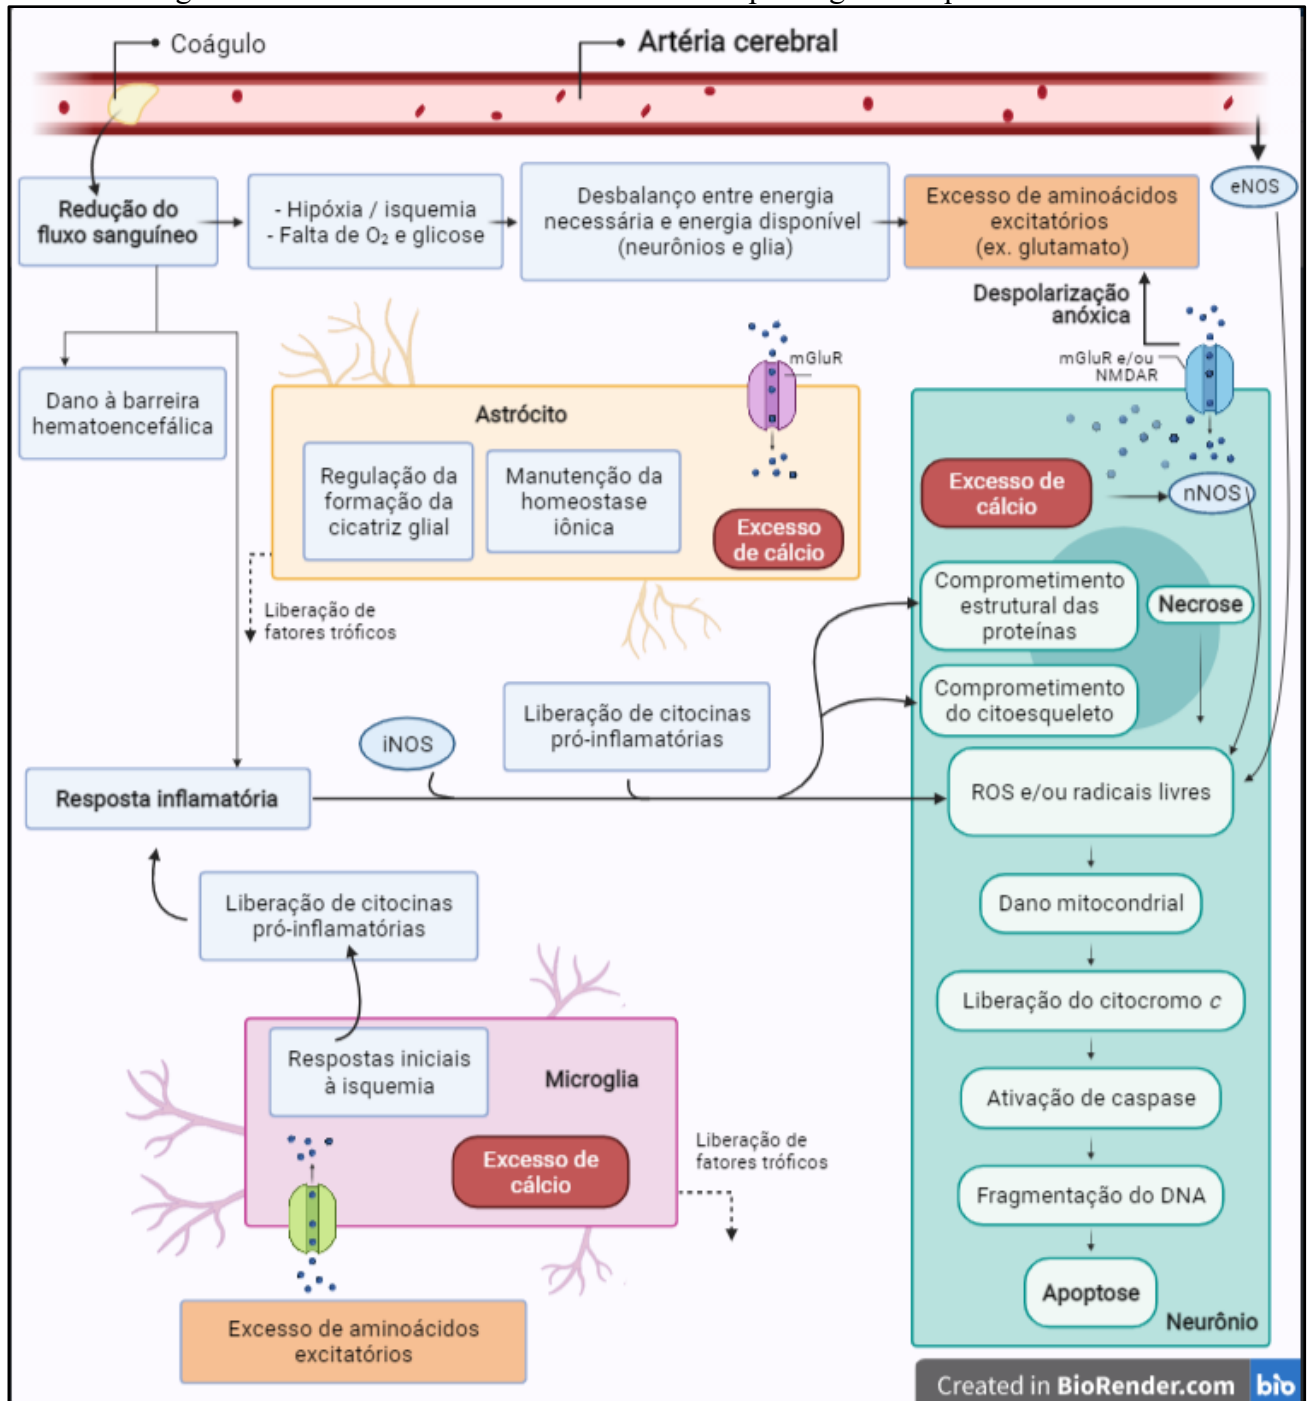 Coágulo
Artéria cerebral
eNOS
Redução do
fluxo sanguíneo
- Hipóxia / isquemia
- Falta de O₂ e glicose
Desbalanço entre energia
necessária e energia disponível
(neurônios e glia)
Excesso de aminoácidos
excitatórios
(ex. glutamato)
Despolarização
anóxica
mGluR e/ou
NMDAR
Dano à barreira
hematoencefálica
mGluR
Astrócito
Regulação da
formação da
cicatriz glial
Manutenção da
homeostase
iônica
Excesso
de cálcio
Excesso de
cálcio
nNOS
Liberação de
fatores tróficos
Comprometimento
estrutural das
proteínas
Necrose
Comprometimento
do citoesqueleto
Liberação de citocinas
pró-inflamatórias
iNOS
Resposta inflamatória
ROS e/ou radicais livres
Liberação de citocinas
pró-inflamatórias
Dano mitocondrial
Liberação do citocromo c
Respostas iniciais
à isquemia
Microglia
Excesso de
cálcio
Liberação de
fatores tróficos
Ativação de caspase
Fragmentação do DNA
Apoptose
Neurônio
Excesso de aminoácidos
excitatórios
Created in BioRender.com bio